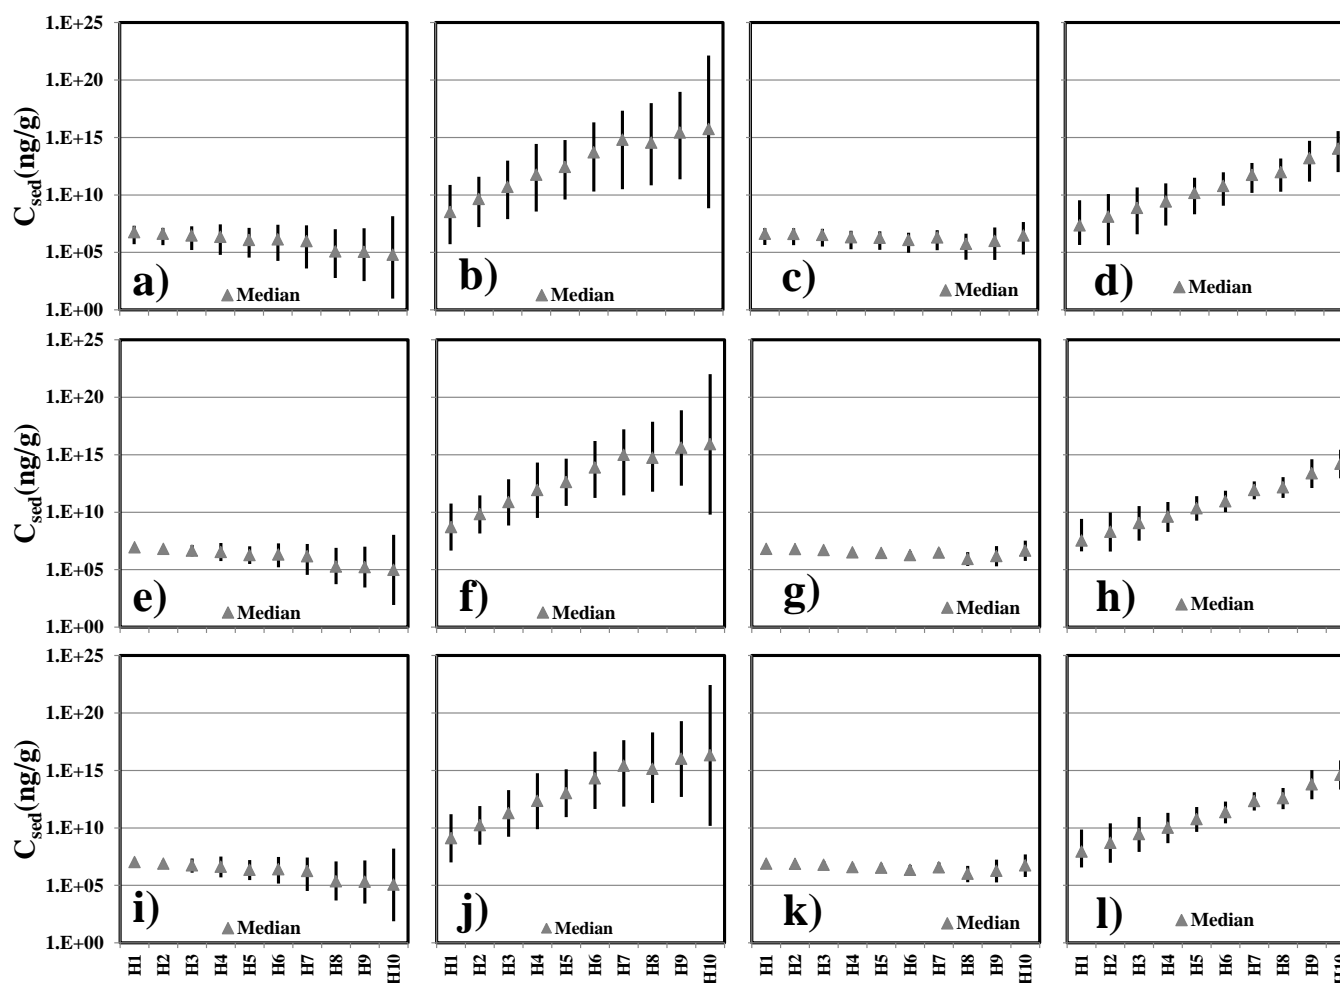 1.E+25
1.E+20
1.E+15
1.E+10
1.E+05
1.E+00
Csed(ng/g)
a) Median
b) Median
c) Median
d) Median
1.E+25
1.E+20
1.E+15
1.E+10
1.E+05
1.E+00
Csed(ng/g)
e) Median
f) Median
g) Median
h) Median
1.E+25
1.E+20
1.E+15
1.E+10
1.E+05
1.E+00
Csed(ng/g)
i) Median
j) Median
k) Median
l) Median
H1 H2 H3 H4 H5 H6 H7 H8 H9 H10
H1 H2 H3 H4 H5 H6 H7 H8 H9 H10
H1 H2 H3 H4 H5 H6 H7 H8 H9 H10
H1 H2 H3 H4 H5 H6 H7 H8 H9 H10